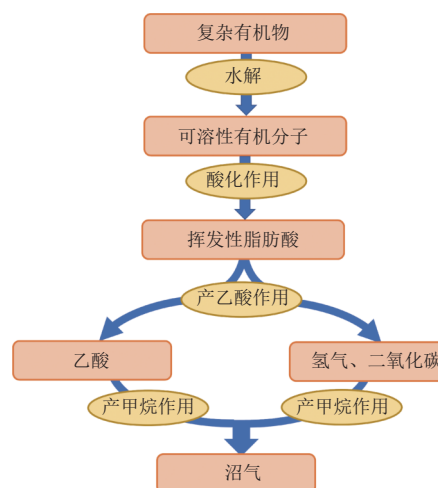 复杂有机物
水解
可溶性有机分子
酸化作用
挥发性脂肪酸
产乙酸作用
乙酸
氢气、二氧化碳
产甲烷作用
产甲烷作用
沼气